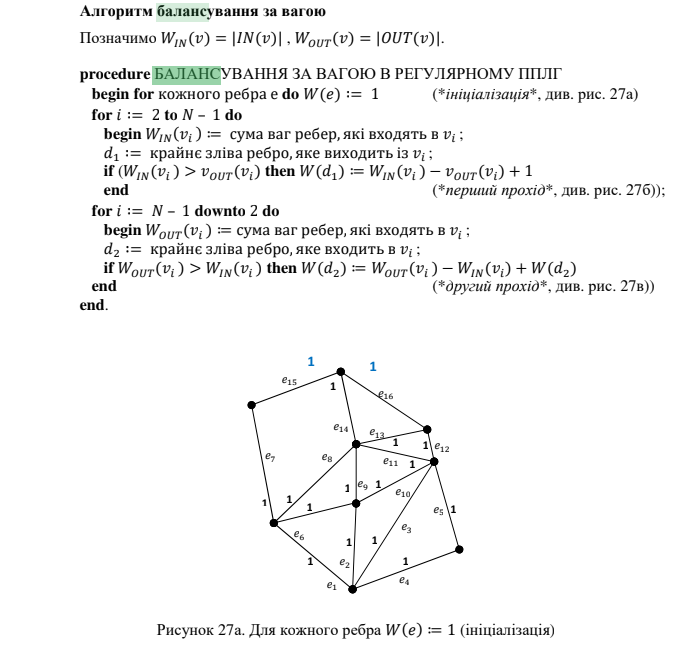 Алгоритм балансування за вагою
Позначимо W_IN(v) = |IN(v)| , W_OUT(v) = |OUT(v)|.
procedure БАЛАНСУВАННЯ ЗА ВАГОЮ В РЕГУЛЯРНОМУ ППЛГ
begin for кожного ребра e do W(e) := 1 (*ініціалізація*, див. рис. 27а)
for i := 2 to N – 1 do
begin W_IN(v_i) := сума ваг ребер, які входять в v_i ;
d_1 := крайнє зліва ребро, яке виходить із v_i ;
if (W_IN(v_i) > v_OUT(v_i) then W(d_1) := W_IN(v_i) − v_OUT(v_i) + 1
end (*перший прохід*, див. рис. 27б));
for i := N – 1 downto 2 do
begin W_OUT(v_i) := сума ваг ребер, які входять в v_i ;
d_2 := крайнє зліва ребро, яке входить в v_i ;
if W_OUT(v_i) > W_IN(v_i) then W(d_2) := W_OUT(v_i) − W_IN(v_i) + W(d_2)
end (*другий прохід*, див. рис. 27в))
end.
1 1
e15 1 e16
e14 e13 1 1 e12
e7 e8 e11 1
1 e9 1 e10
1 1 1 e5 1
e6 e3
1 1 1
1 e2 e4
e1
Рисунок 27а. Для кожного ребра W(e) := 1 (ініціалізація)